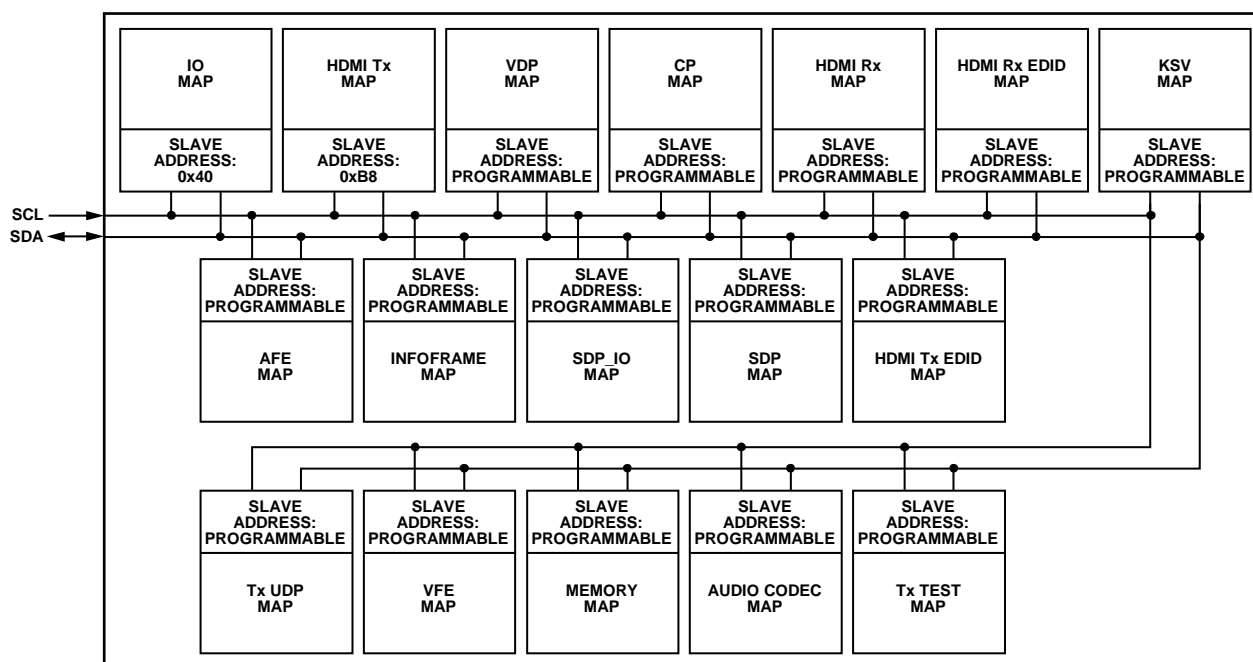 IO
MAP
SLAVE
ADDRESS:
0x40
HDMI Tx
MAP
SLAVE
ADDRESS:
0xB8
VDP
MAP
SLAVE
ADDRESS:
PROGRAMMABLE
CP
MAP
SLAVE
ADDRESS:
PROGRAMMABLE
HDMI Rx
MAP
SLAVE
ADDRESS:
PROGRAMMABLE
HDMI Rx EDID
MAP
SLAVE
ADDRESS:
PROGRAMMABLE
KSV
MAP
SLAVE
ADDRESS:
PROGRAMMABLE
SCL
SDA
SLAVE
ADDRESS:
PROGRAMMABLE
AFE
MAP
SLAVE
ADDRESS:
PROGRAMMABLE
INFOFRAME
MAP
SLAVE
ADDRESS:
PROGRAMMABLE
SDP_IO
MAP
SLAVE
ADDRESS:
PROGRAMMABLE
SDP
MAP
SLAVE
ADDRESS:
PROGRAMMABLE
HDMI Tx EDID
MAP
SLAVE
ADDRESS:
PROGRAMMABLE
Tx UDP
MAP
SLAVE
ADDRESS:
PROGRAMMABLE
VFE
MAP
SLAVE
ADDRESS:
PROGRAMMABLE
MEMORY
MAP
SLAVE
ADDRESS:
PROGRAMMABLE
AUDIO CODEC
MAP
SLAVE
ADDRESS:
PROGRAMMABLE
Tx TEST
MAP